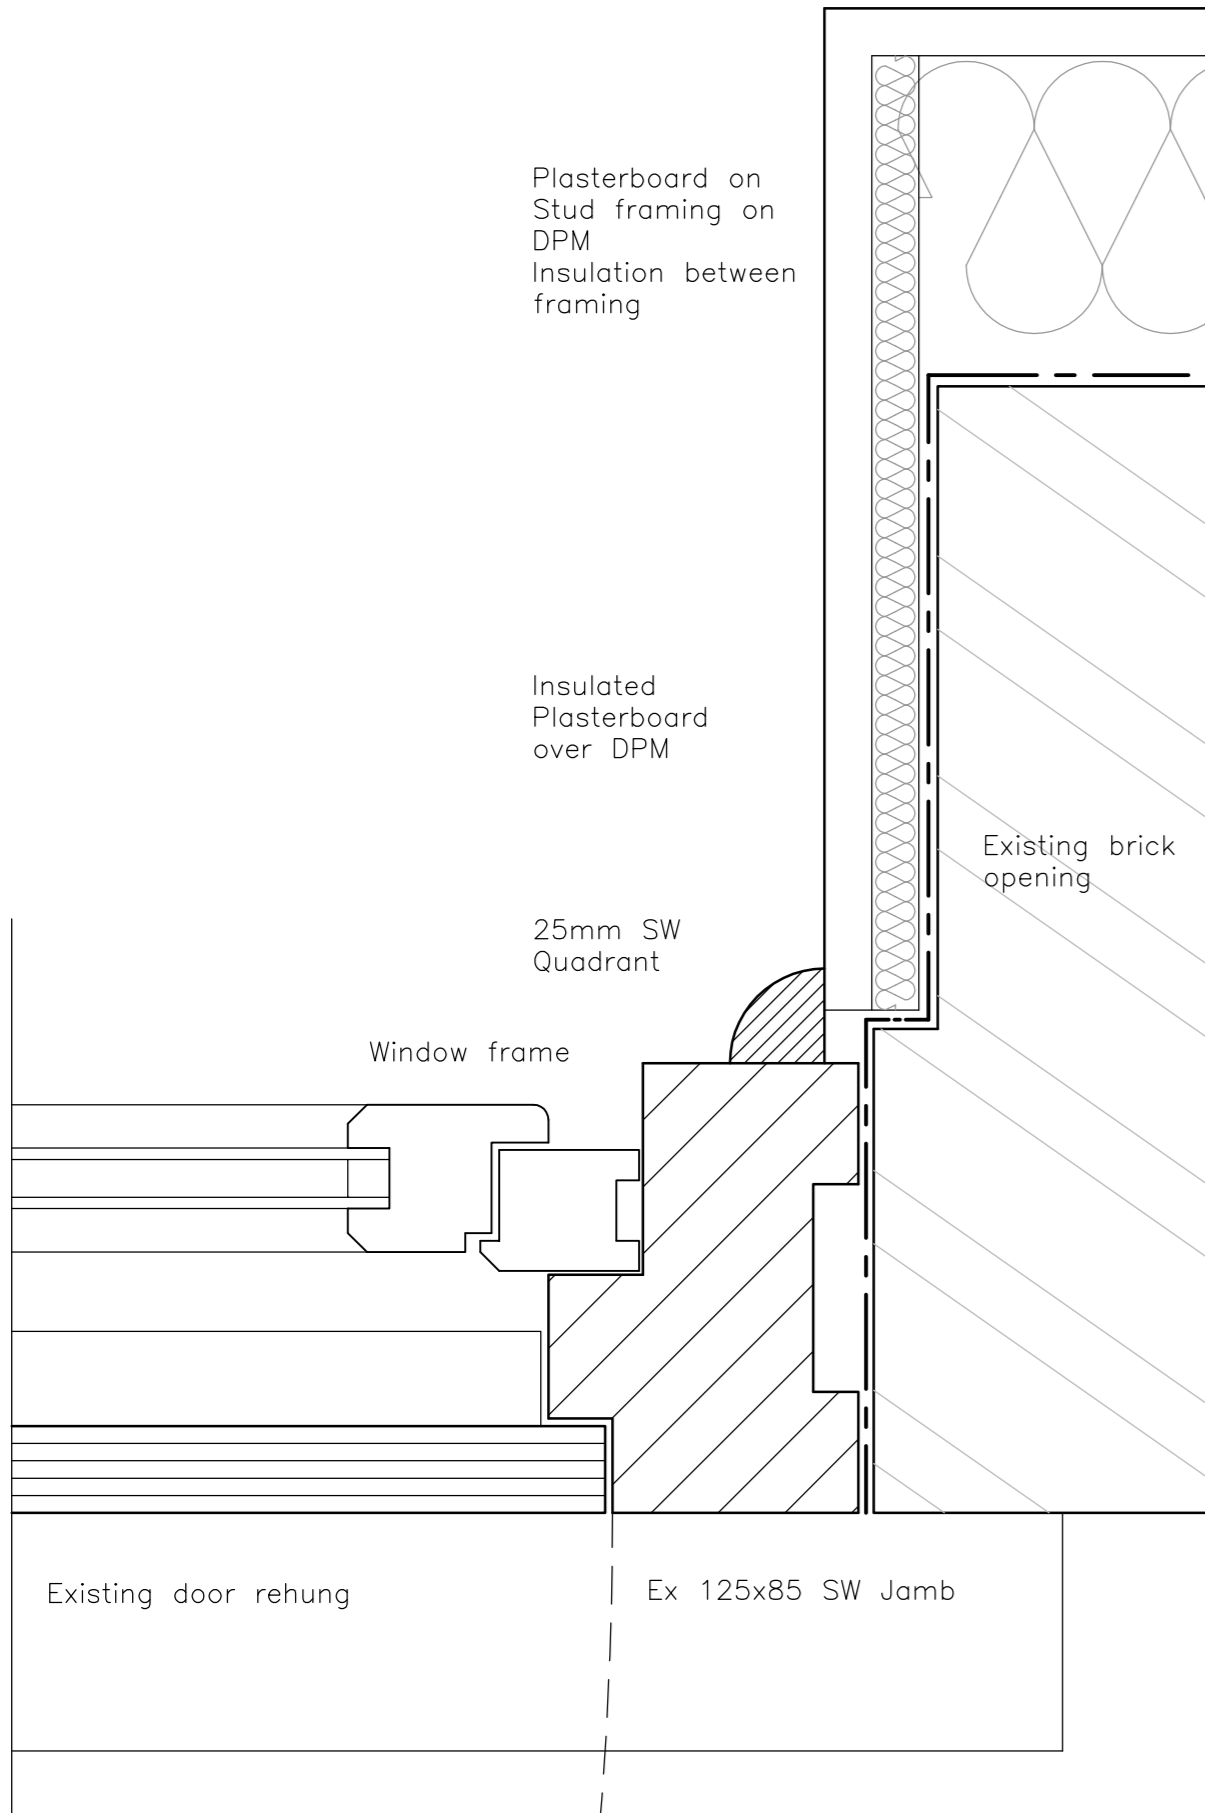 Plasterboard on
Stud framing on
DPM
Insulation between
framing
Insulated
Plasterboard
over DPM
Existing brick
opening
25mm SW
Quadrant
Window frame
Existing door rehung
Ex 125x85 SW Jamb